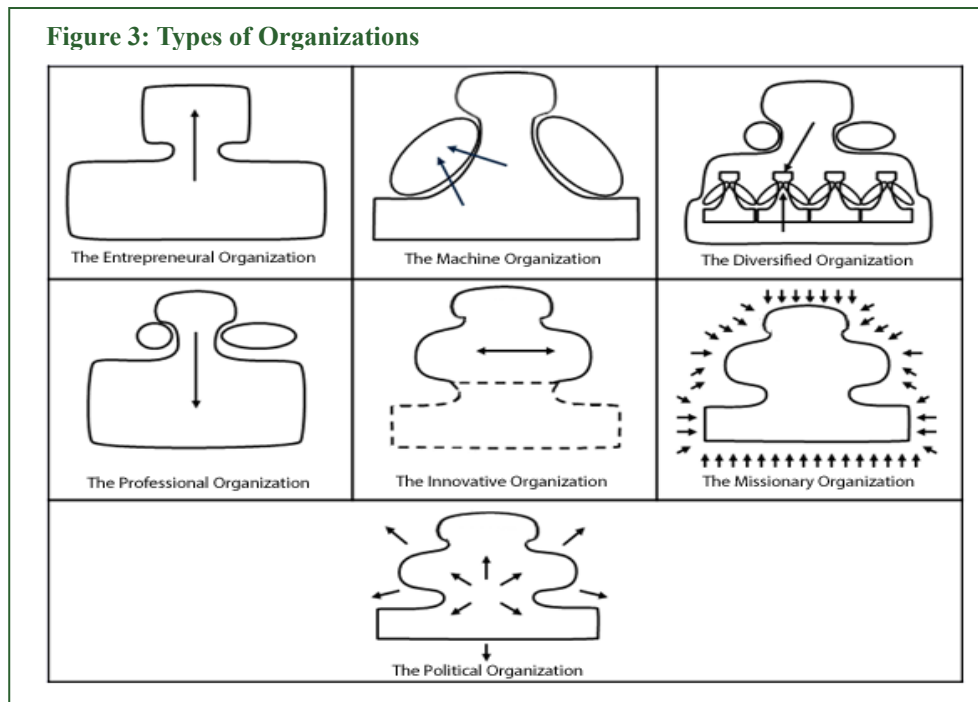 Figure 3: Types of Organizations
The Entrepreneural Organization
The Machine Organization
The Diversified Organization
The Professional Organization
The Innovative Organization
The Missionary Organization
The Political Organization